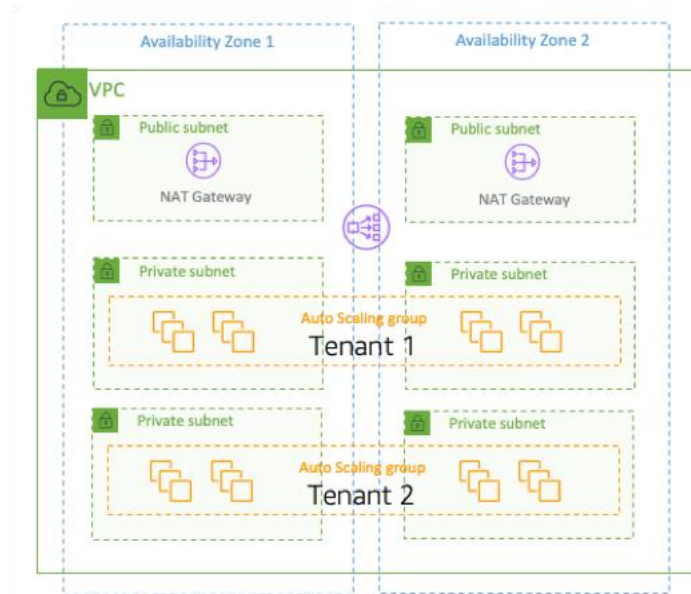 Availability Zone 1
Availability Zone 2
VPC
Public subnet
Public subnet
NAT Gateway
NAT Gateway
Private subnet
Private subnet
Auto Scaling group
Tenant 1
Private subnet
Private subnet
Auto Scaling group
Tenant 2